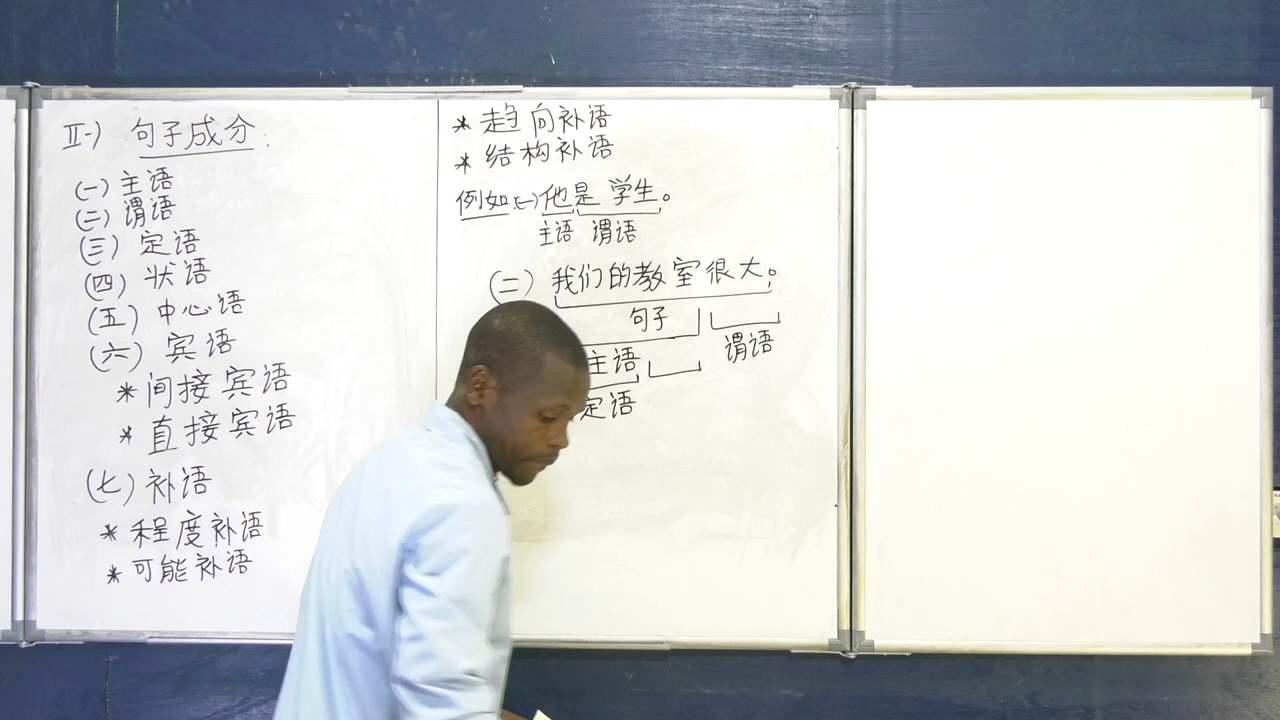 II-) 句子成分:
(一) 主语
(二) 谓语
(三) 定语
(四) 状语
(五) 中心语
(六) 宾语
* 间接宾语
* 直接宾语
(七) 补语
* 程度补语
* 可能补语
* 趋向补语
* 结构补语
例如:(一)他是学生。
主语 谓语
(二) 我们的教室很大。
句子
主语 谓语
定语